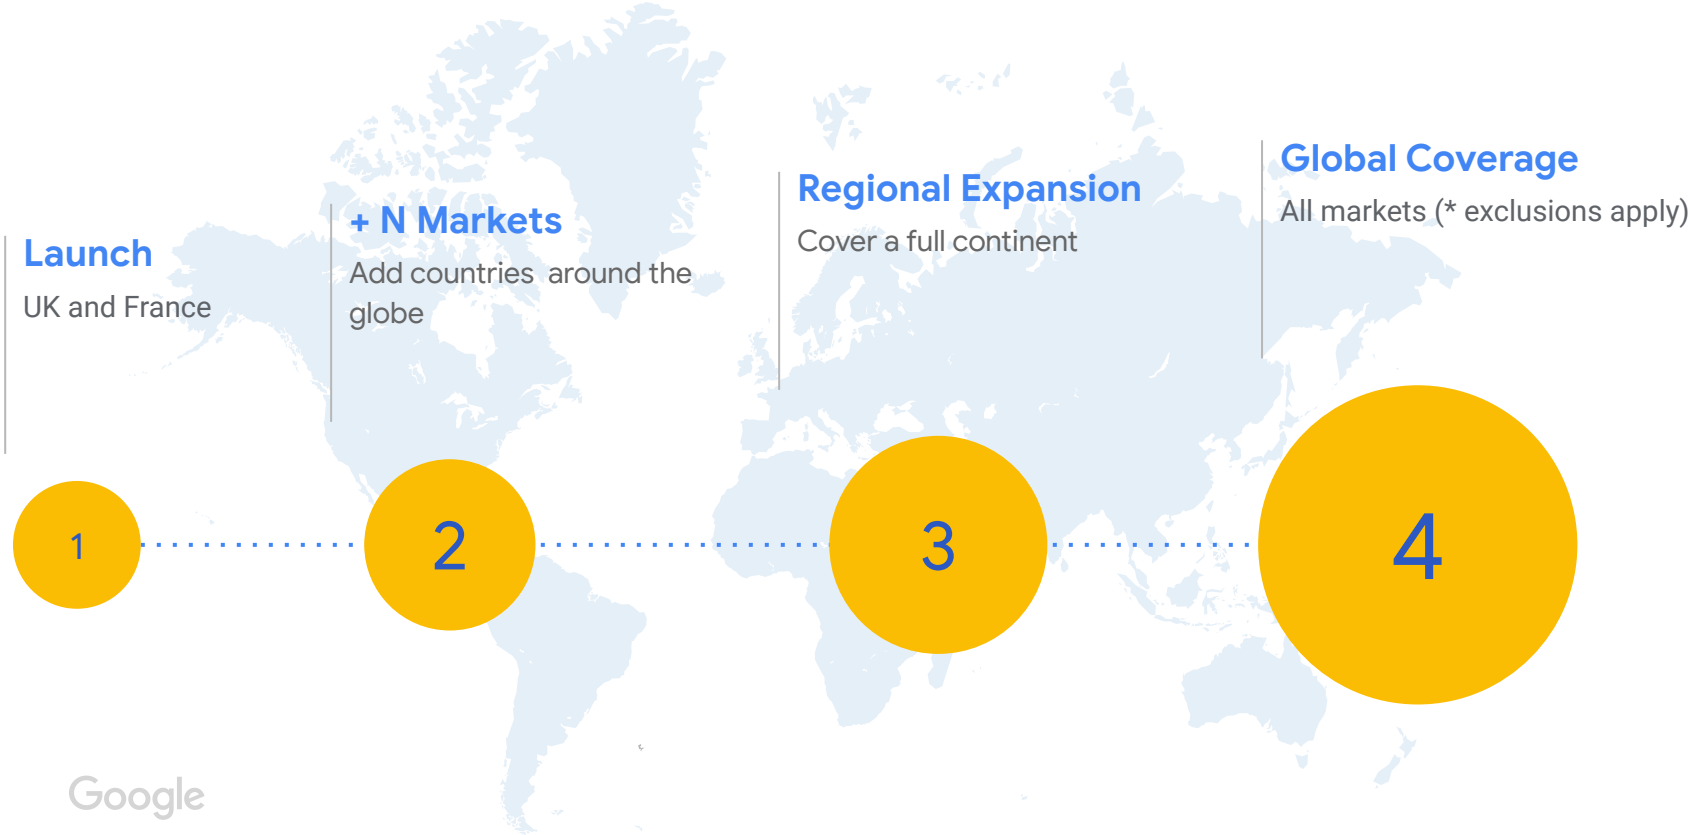 Launch
UK and France
+ N Markets
Add countries around the
globe
Regional Expansion
Cover a full continent
Global Coverage
All markets (* exclusions apply)
1
2
3
4
Google